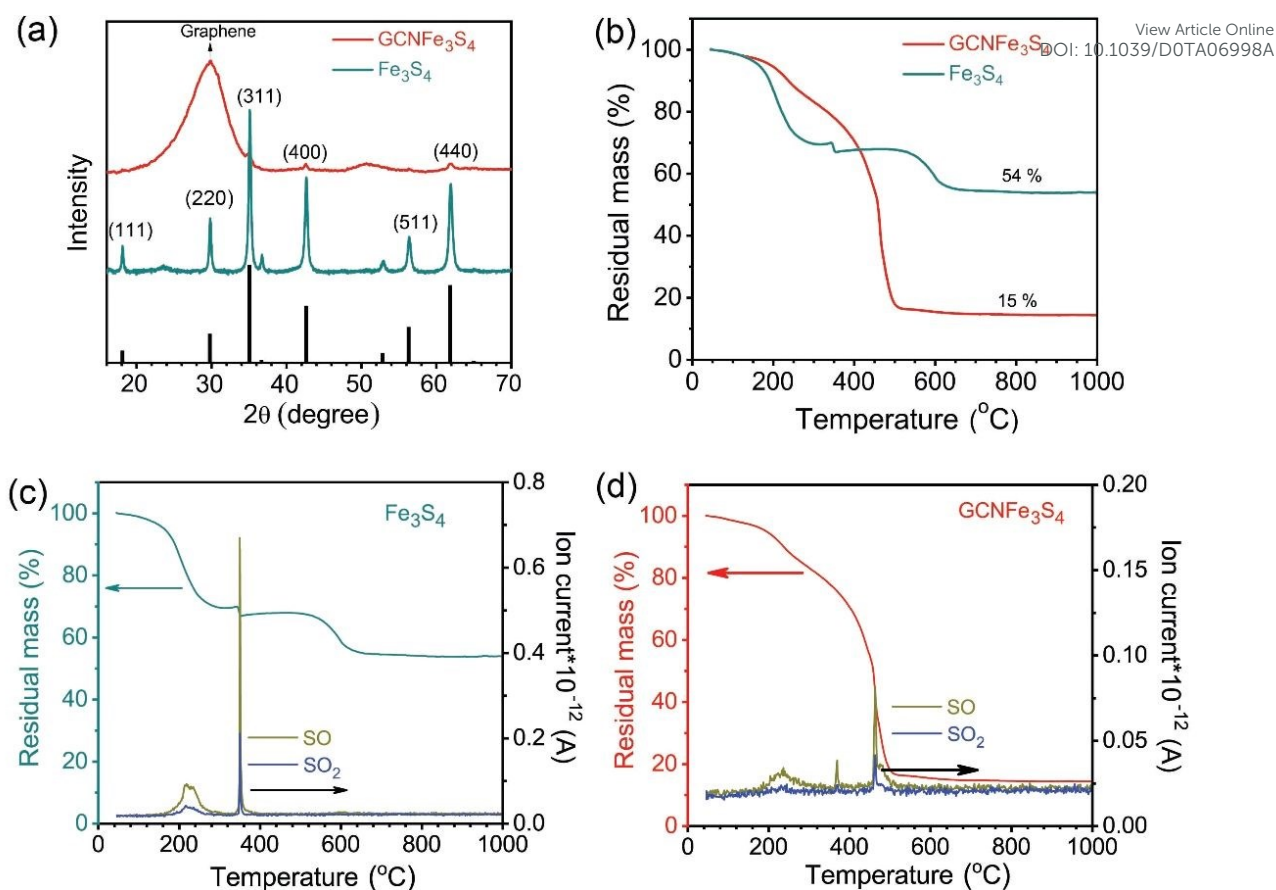 View Article Online
DOI: 10.1039/D0TA06998A
(a)
Graphene
GCNFe₃S₄
Fe₃S₄
(111)
(220)
(311)
(400)
(511)
(440)
Intensity
20 30 40 50 60 70
2θ (degree)
(b)
GCNFe₃S₄
Fe₃S₄
54 %
15 %
Residual mass (%)
100
80
60
40
20
0
0 200 400 600 800 1000
Temperature (°C)
(c)
Fe₃S₄
SO
SO₂
Residual mass (%)
100
80
60
40
20
0
Ion current*10⁻¹² (A)
0.8
0.6
0.4
0.2
0.0
0 200 400 600 800 1000
Temperature (°C)
(d)
GCNFe₃S₄
SO
SO₂
Residual mass (%)
100
80
60
40
20
0
Ion current*10⁻¹² (A)
0.20
0.15
0.10
0.05
0.00
0 200 400 600 800 1000
Temperature (°C)